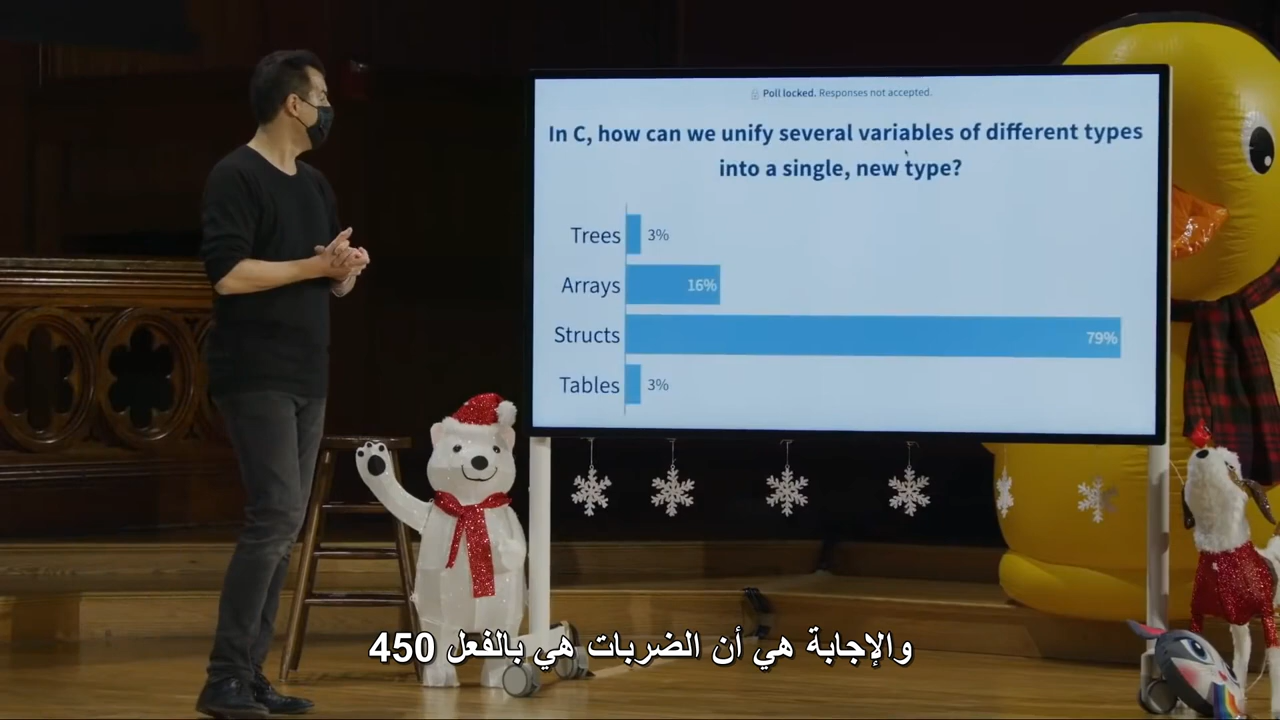 Poll locked. Responses not accepted.
In C, how can we unify several variables of different types
into a single, new type?
Trees 3%
Arrays 16%
Structs 79%
Tables 3%
والإجابة هي أن الضربات هي بالفعل 450